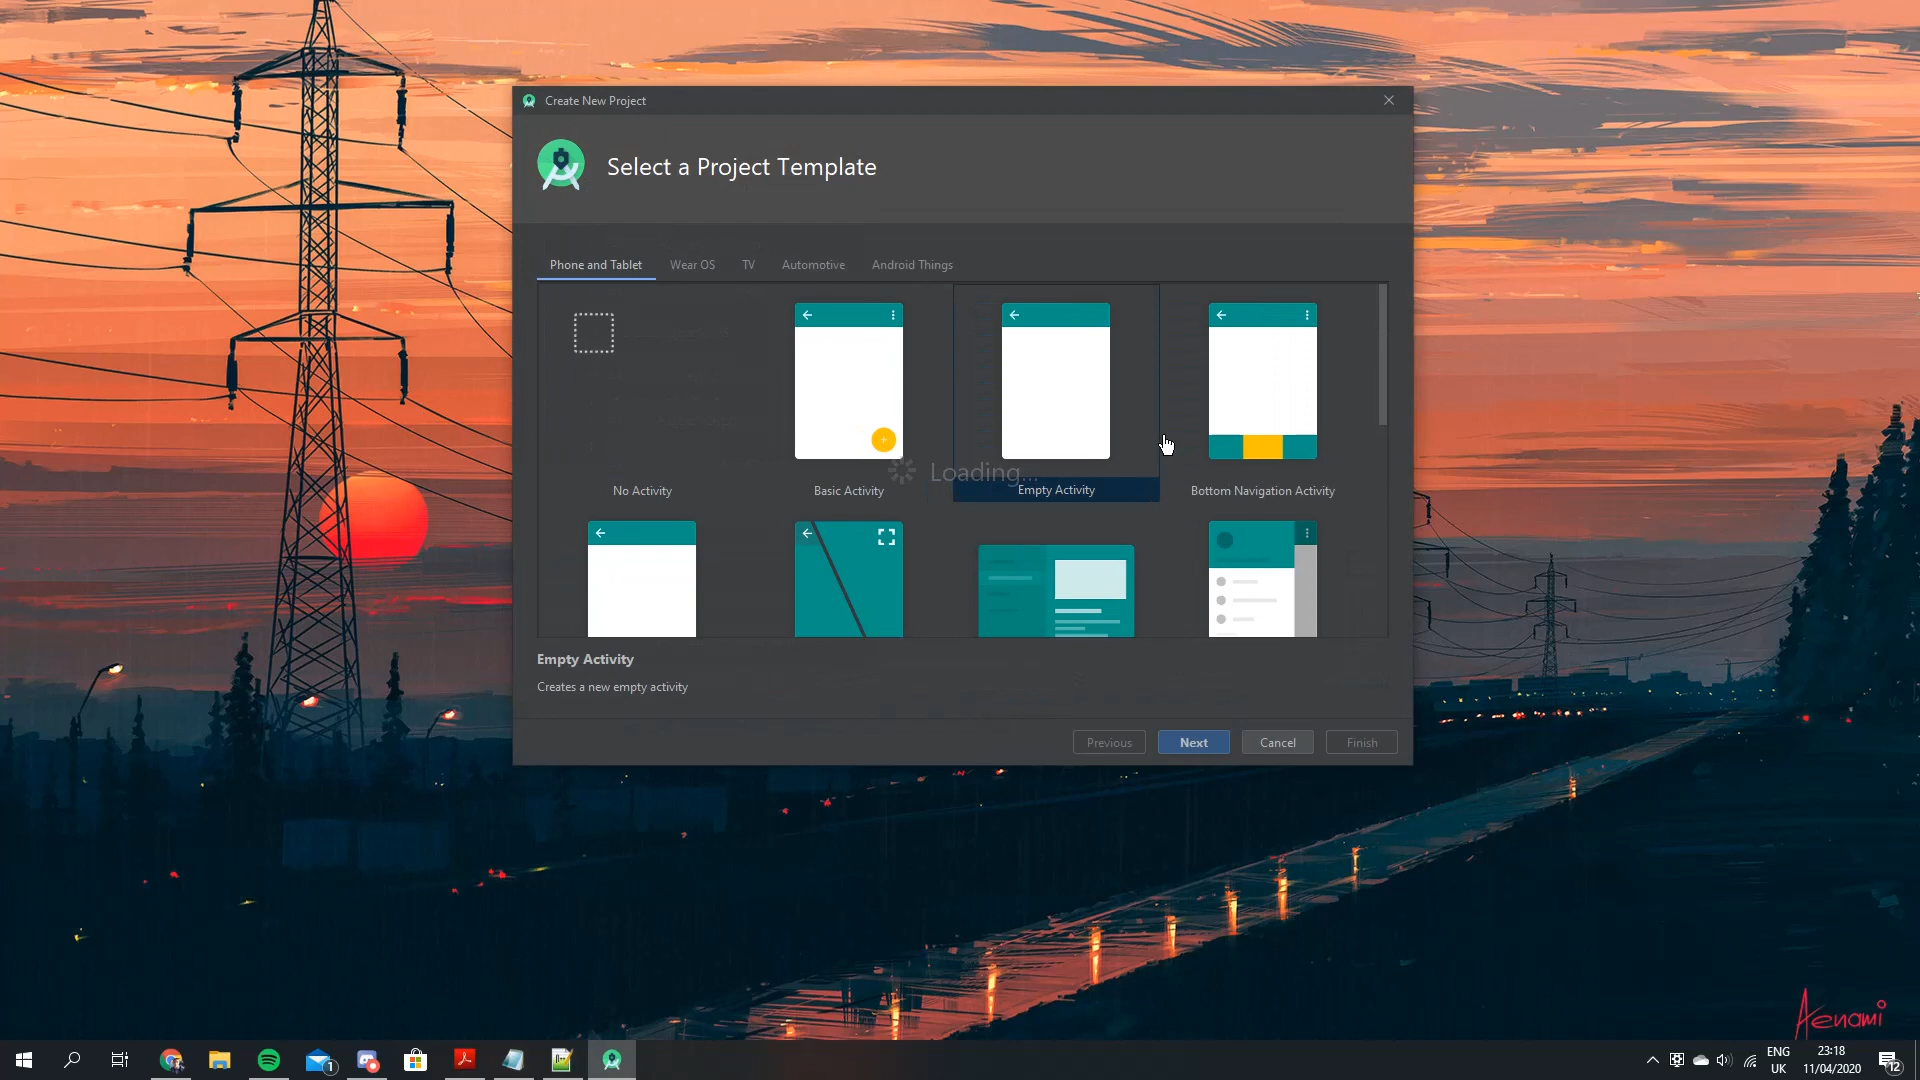 Create New Project
Select a Project Template
Phone and Tablet
Wear OS
TV
Automotive
Android Things
Loading...
No Activity
Basic Activity
Empty Activity
Bottom Navigation Activity
Empty Activity
Creates a new empty activity
Previous
Next
Cancel
Finish
Aenami
1
ENG
UK
23:18
11/04/2020
12